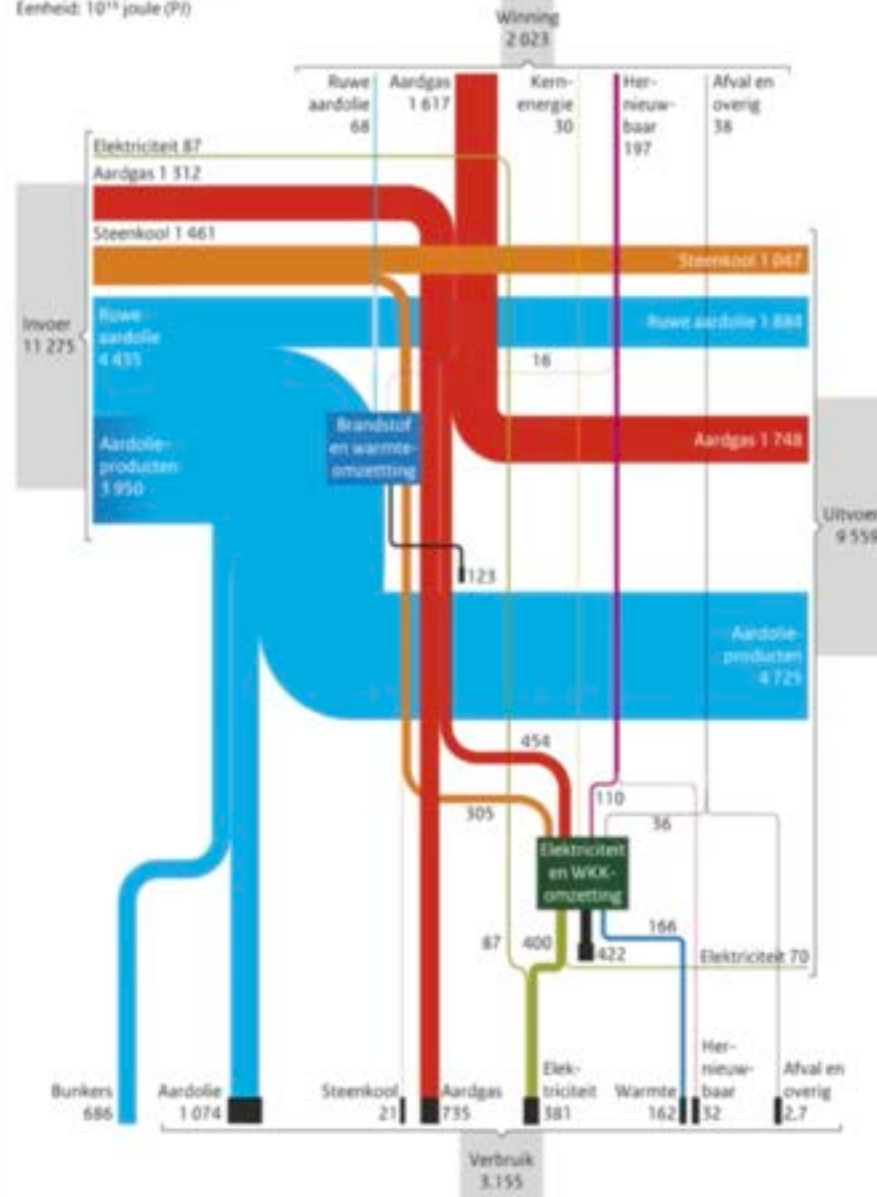 Eenheid: 10¹⁵ joule (PJ)
Winning
2 023
Ruwe
aardolie
68
Aardgas
1 617
Kern-
energie
30
Her-
nieuw-
baar
197
Afval en
overig
38
Elektriciteit 87
Aardgas 1 312
Steenkool 1 461
Steenkool 1 047
Invoer
11 275
Ruwe
aardolie
4 435
Ruwe aardolie 1 884
16
Aardolie-
producten
3 950
Brandstof
en warmte-
omzettting
Aardgas 1 748
Uitvoer
9 559
123
Aardolie-
producten
4 725
454
305
110
36
Elektriciteit
en WKK-
omzetting
87
400
422
166
Elektriciteit 70
Bunkers
686
Aardolie
1 074
Steenkool
21
Aardgas
735
Elek-
triciteit
381
Warmte
162
Her-
nieuw-
baar
32
Afval en
overig
2,7
Verbruik
3.155